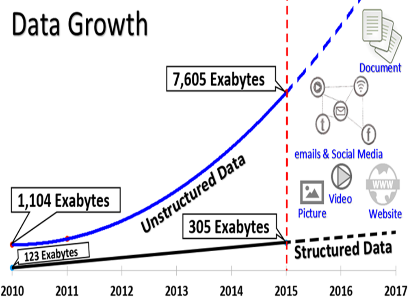 Data Growth
7,605 Exabytes
Document
t
f
emails & Social Media
Unstructured Data
1,104 Exabytes
WWW
Picture
Video
Website
305 Exabytes
123 Exabytes
Structured Data
2010 2011 2012 2013 2014 2015 2016 2017